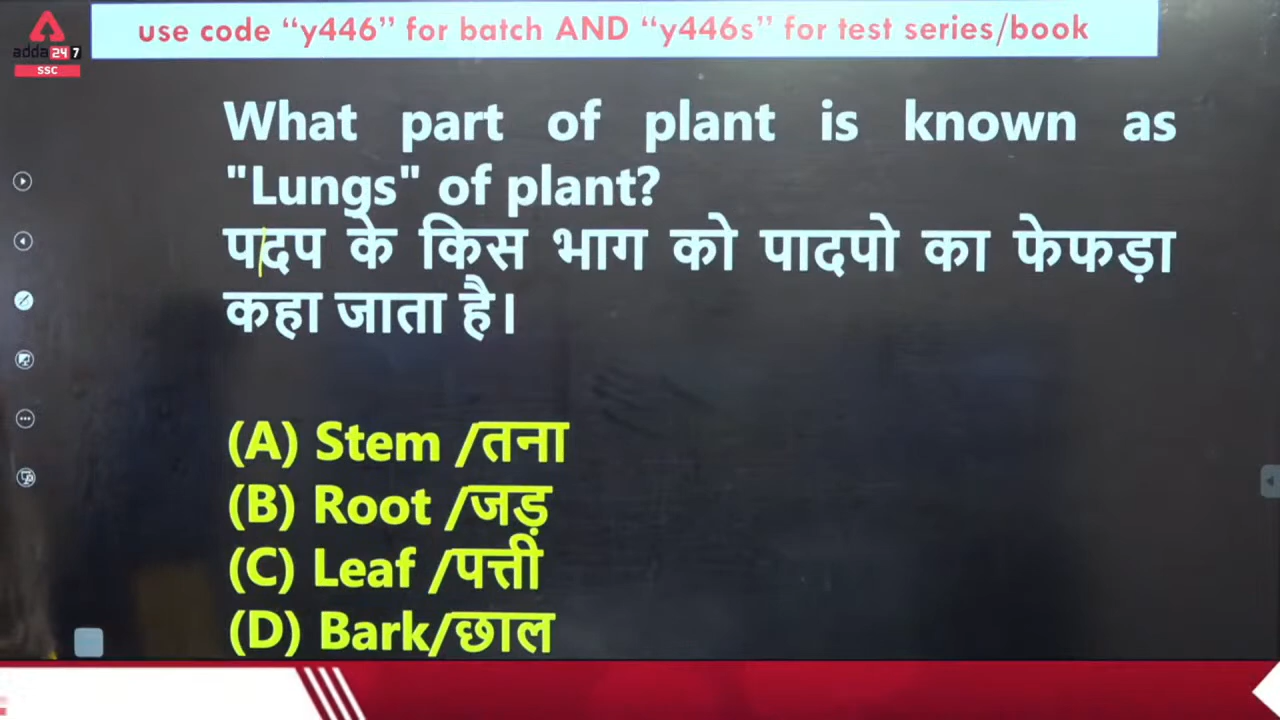 use code “y446” for batch AND “y446s” for test series/book
adda247
SSC
What part of plant is known as
"Lungs" of plant?
पदप के किस भाग को पादपो का फेफड़ा
कहा जाता है।
(A) Stem /तना
(B) Root /जड़
(C) Leaf /पत्ती
(D) Bark/छाल